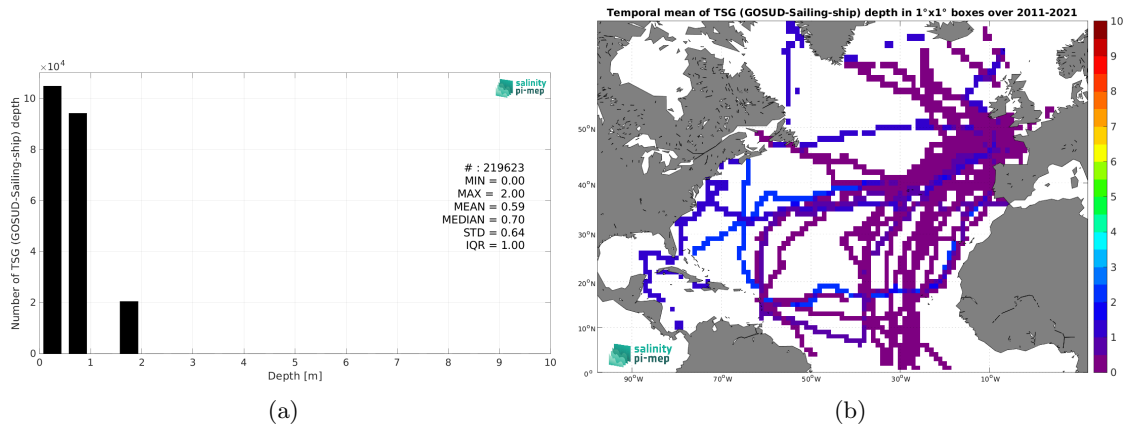 Temporal mean of TSG (GOSUD-Sailing-ship) depth in 1°x1° boxes over 2011-2021
×10⁴
10
8
6
4
2
0
Number of TSG (GOSUD-Sailing-ship) depth
salinity
pi-mep
# : 219623
MIN = 0.00
MAX = 2.00
MEAN = 0.59
MEDIAN = 0.70
STD = 0.64
IQR = 1.00
0 1 2 3 4 5 6 7 8 9 10
Depth [m]
(a)
50°N
40°N
30°N
20°N
10°N
0°
90°W 70°W 50°W 30°W 10°W
salinity
pi-mep
10
9
8
7
6
5
4
3
2
1
0
(b)